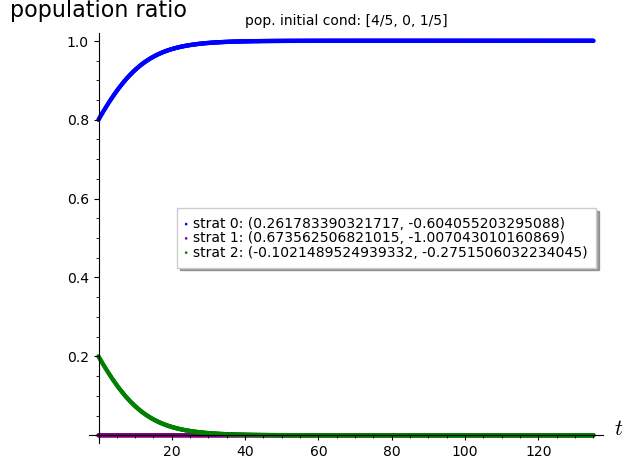 population ratio
pop. initial cond: [4/5, 0, 1/5]
1.0
0.8
0.6
strat 0: (0.261783390321717, -0.604055203295088)
strat 1: (0.673562506821015, -1.007043010160869)
strat 2: (-0.1021489524939332, -0.2751506032234045)
0.4
0.2
t
20 40 60 80 100 120